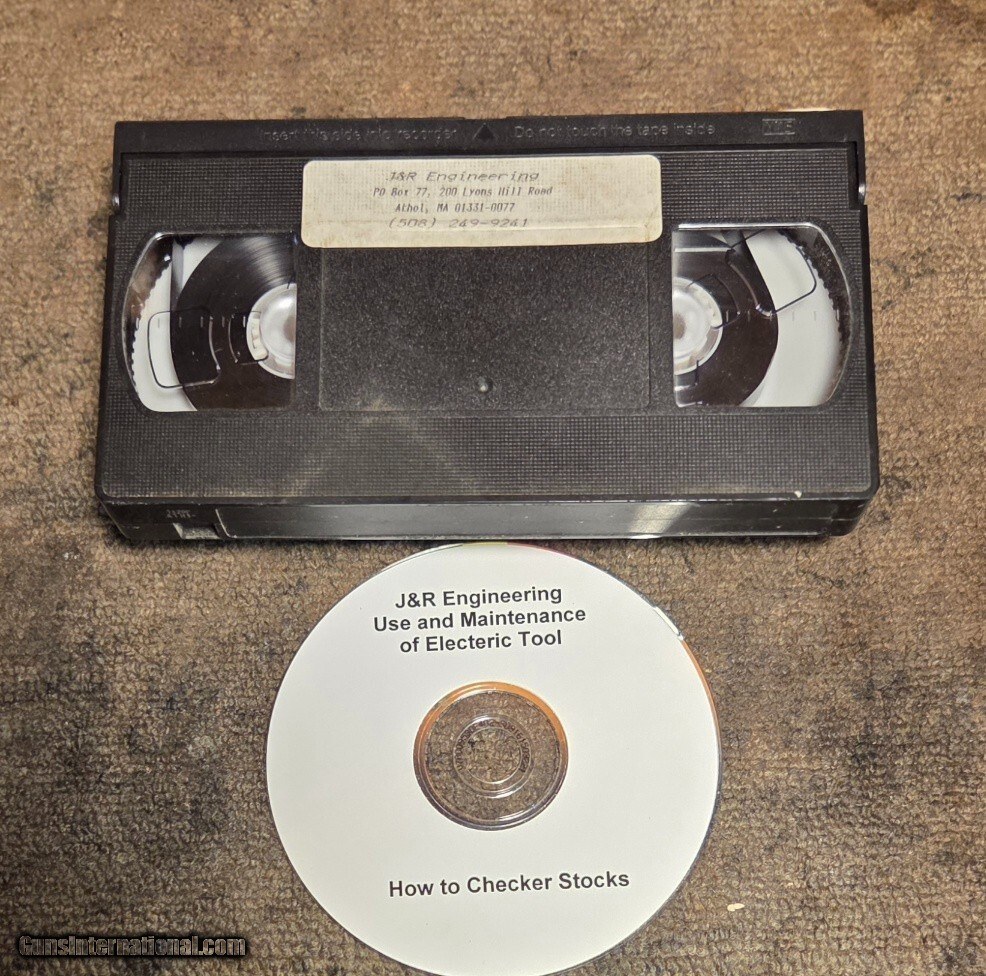 Insert this side into recorder ▲ Do not touch the tape inside VHS
J&R Engineering
PO Box 77, 200 Lyons Hill Road
Athol, MA 01331-0077
(508) 249-9241
J&R Engineering
Use and Maintenance
of Electeric Tool
How to Checker Stocks
GunsInternational.com